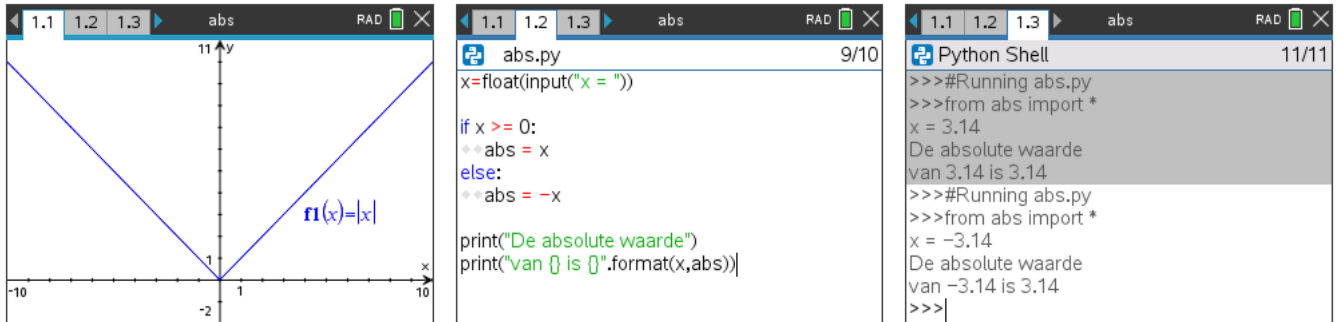 1.1 1.2 1.3 abs RAD
11 y
f1(x)=|x|
1 x
-10 1 10
-2
1.1 1.2 1.3 abs RAD
abs.py 9/10
x=float(input("x = "))
if x >= 0:
abs = x
else:
abs = −x
print("De absolute waarde")
print("van {} is {}".format(x,abs))
1.1 1.2 1.3 abs RAD
Python Shell 11/11
>>>#Running abs.py
>>>from abs import *
x = 3.14
De absolute waarde
van 3.14 is 3.14
>>>#Running abs.py
>>>from abs import *
x = −3.14
De absolute waarde
van −3.14 is 3.14
>>>